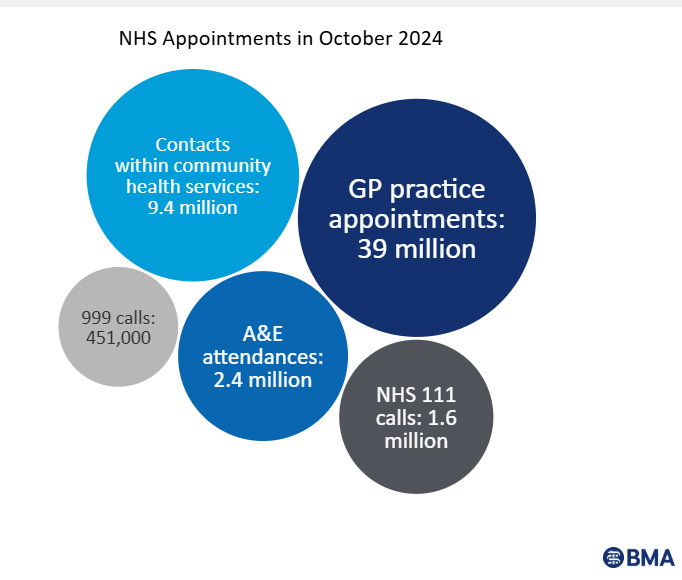 NHS Appointments in October 2024
Contacts
within community
health services:
9.4 million
GP practice
appointments:
39 million
999 calls:
451,000
A&E
attendances:
2.4 million
NHS 111
calls: 1.6
million
BMA